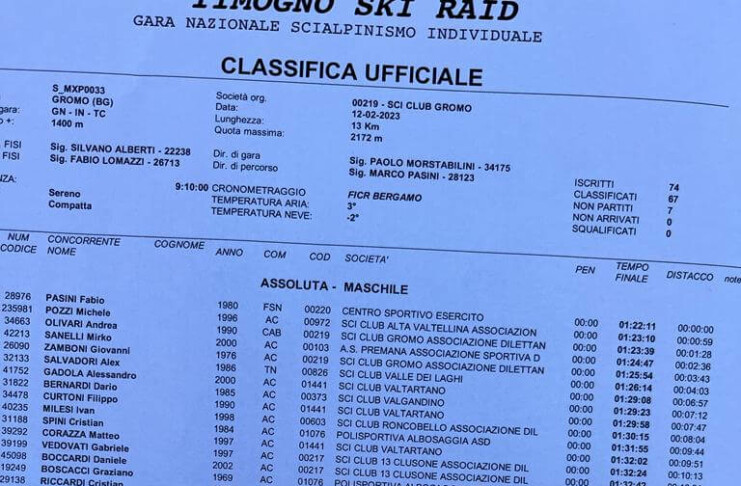 TIMOGNO SKI RAID
GARA NAZIONALE SCIALPINISMO INDIVIDUALE
CLASSIFICA UFFICIALE
S_MXP0033 Società org. 00219 - SCI CLUB GROMO
GROMO (BG) Data: 12-02-2023
gara: GN - IN - TC Lunghezza: 13 Km
+: 1400 m Quota massima: 2172 m
FISI Sig. SILVANO ALBERTI - 22238 Dir. di gara Sig. PAOLO MORSTABILINI - 34175
FISI Sig. FABIO LOMAZZI - 26713 Dir. di percorso Sig. MARCO PASINI - 28123
ISCRITTI 74
CLASSIFICATI 67
NON PARTITI 7
NON ARRIVATI 0
SQUALIFICATI 0
9:10:00 CRONOMETRAGGIO FICR BERGAMO
Sereno TEMPERATURA ARIA: 3°
Compatta TEMPERATURA NEVE: -2°
NUM CODICE CONCORRENTE COGNOME NOME ANNO COM COD SOCIETA' PEN TEMPO FINALE DISTACCO note
ASSOLUTA - MASCHILE
28976 PASINI Fabio 1980 FSN 00220 CENTRO SPORTIVO ESERCITO 00:00 01:22:11 00:00:00
235981 POZZI Michele 1996 AC 00972 SCI CLUB ALTA VALTELLINA ASSOCIAZION 00:00 01:23:10 00:00:59
34663 OLIVARI Andrea 1990 CAB 00219 SCI CLUB GROMO ASSOCIAZIONE DILETTAN 00:00 01:23:39 00:01:28
42213 SANELLI Mirko 2000 AC 00103 A.S. PREMANA ASSOCIAZIONE SPORTIVA D 00:00 01:24:47 00:02:36
26090 ZAMBONI Giovanni 1976 AC 00219 SCI CLUB GROMO ASSOCIAZIONE DILETTAN 00:00 01:25:54 00:03:43
32133 SALVADORI Alex 1986 TN 00826 SCI CLUB VALLE DEI LAGHI 00:00 01:26:14 00:04:03
41752 GADOLA Alessandro 2000 AC 01441 SCI CLUB VALTARTANO 00:00 01:29:08 00:06:57
31822 BERNARDI Dario 1985 AC 00373 SCI CLUB VALGANDINO 00:00 01:29:23 00:07:12
34478 CURTONI Filippo 1990 AC 01441 SCI CLUB VALTARTANO 00:00 01:29:58 00:07:47
40235 MILESI Ivan 1998 AC 00603 SCI CLUB RONCOBELLO ASSOCIAZIONE DIL 00:00 01:30:15 00:08:04
31188 SPINI Cristian 1984 AC 01076 POLISPORTIVA ALBOSAGGIA ASD 00:00 01:31:55 00:09:44
39292 CORAZZA Matteo 1997 AC 01441 SCI CLUB VALTARTANO 00:00 01:32:02 00:09:51
39199 VEDOVATI Gabriele 1997 AC 00217 SCI CLUB 13 CLUSONE ASSOCIAZIONE DIL 00:00 01:32:24 00:10:13
45098 BOCCARDI Daniele 2002 AC 00217 SCI CLUB 13 CLUSONE ASSOCIAZIONE DIL 00:00
19249 BOSCACCI Graziano 1969 AC 01076
29138 RICCARDI Cristian